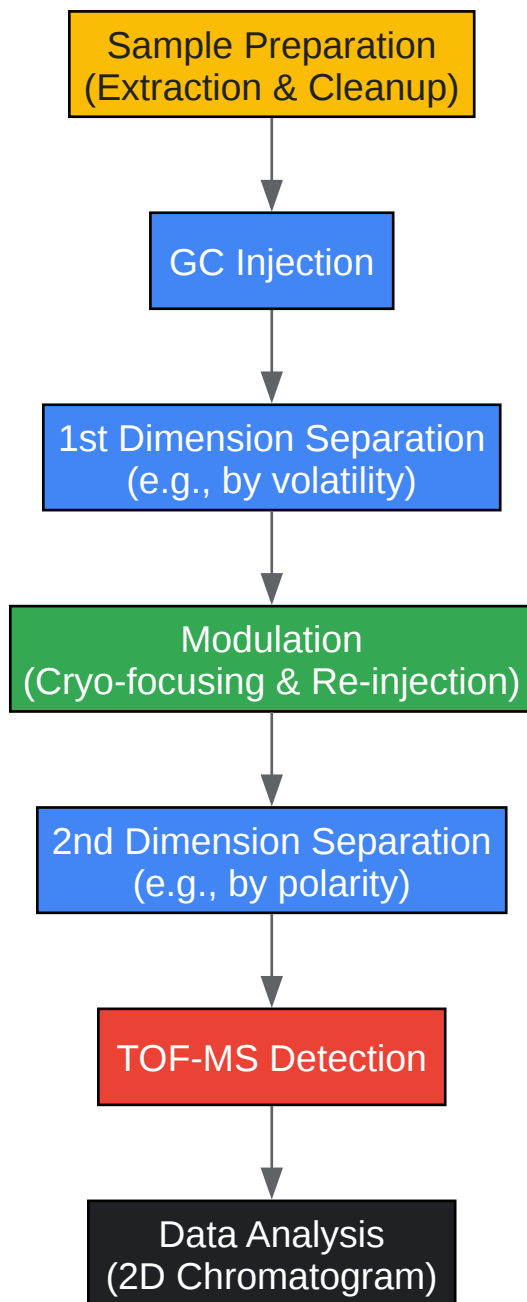 Sample Preparation
(Extraction & Cleanup)
GC Injection
1st Dimension Separation
(e.g., by volatility)
Modulation
(Cryo-focusing & Re-injection)
2nd Dimension Separation
(e.g., by polarity)
TOF-MS Detection
Data Analysis
(2D Chromatogram)